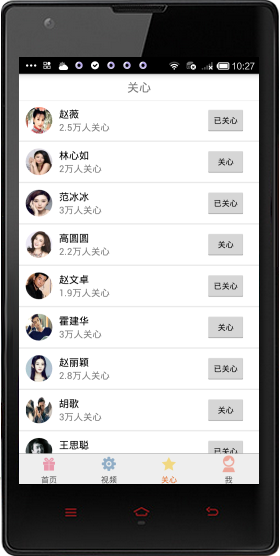 10:27
关心
赵薇
2.5万人关心
已关心
林心如
2万人关心
关心
范冰冰
3万人关心
已关心
高圆圆
2.2万人关心
关心
赵文卓
1.9万人关心
已关心
霍建华
3万人关心
关心
赵丽颖
2.8万人关心
已关心
胡歌
3万人关心
关心
王思聪
已关心
首页 视频 关心 我